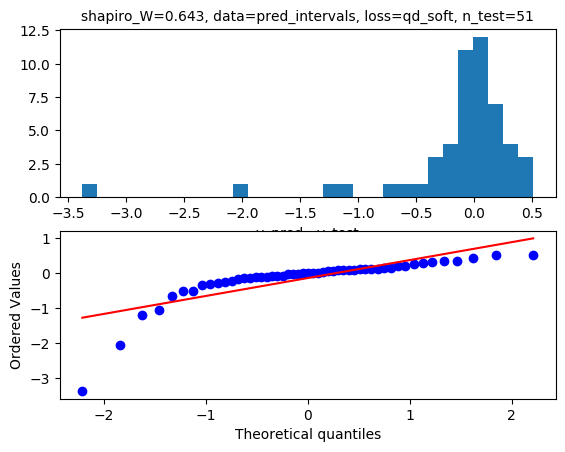 shapiro_W=0.643, data=pred_intervals, loss=qd_soft, n_test=51
12.5
10.0
7.5
5.0
2.5
0.0
−3.5 −3.0 −2.5 −2.0 −1.5 −1.0 −0.5 0.0 0.5
1
0
−1
−2
−3
Ordered Values
−2 −1 0 1 2
Theoretical quantiles